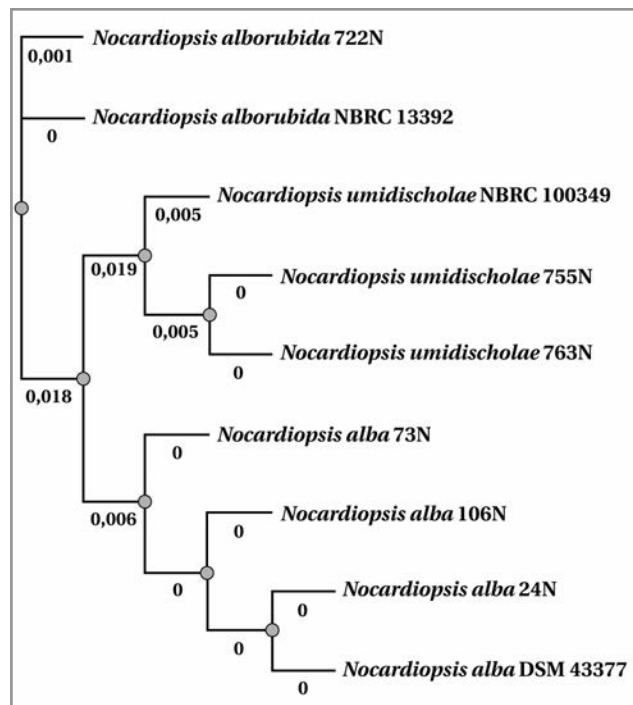 Nocardiopsis alborubida 722N
0,001
Nocardiopsis alborubida NBRC 13392
0
Nocardiopsis umidischolae NBRC 100349
0,005
0,019
Nocardiopsis umidischolae 755N
0
0,005
Nocardiopsis umidischolae 763N
0
0,018
Nocardiopsis alba 73N
0
0,006
Nocardiopsis alba 106N
0
0
Nocardiopsis alba 24N
0
0
Nocardiopsis alba DSM 43377
0